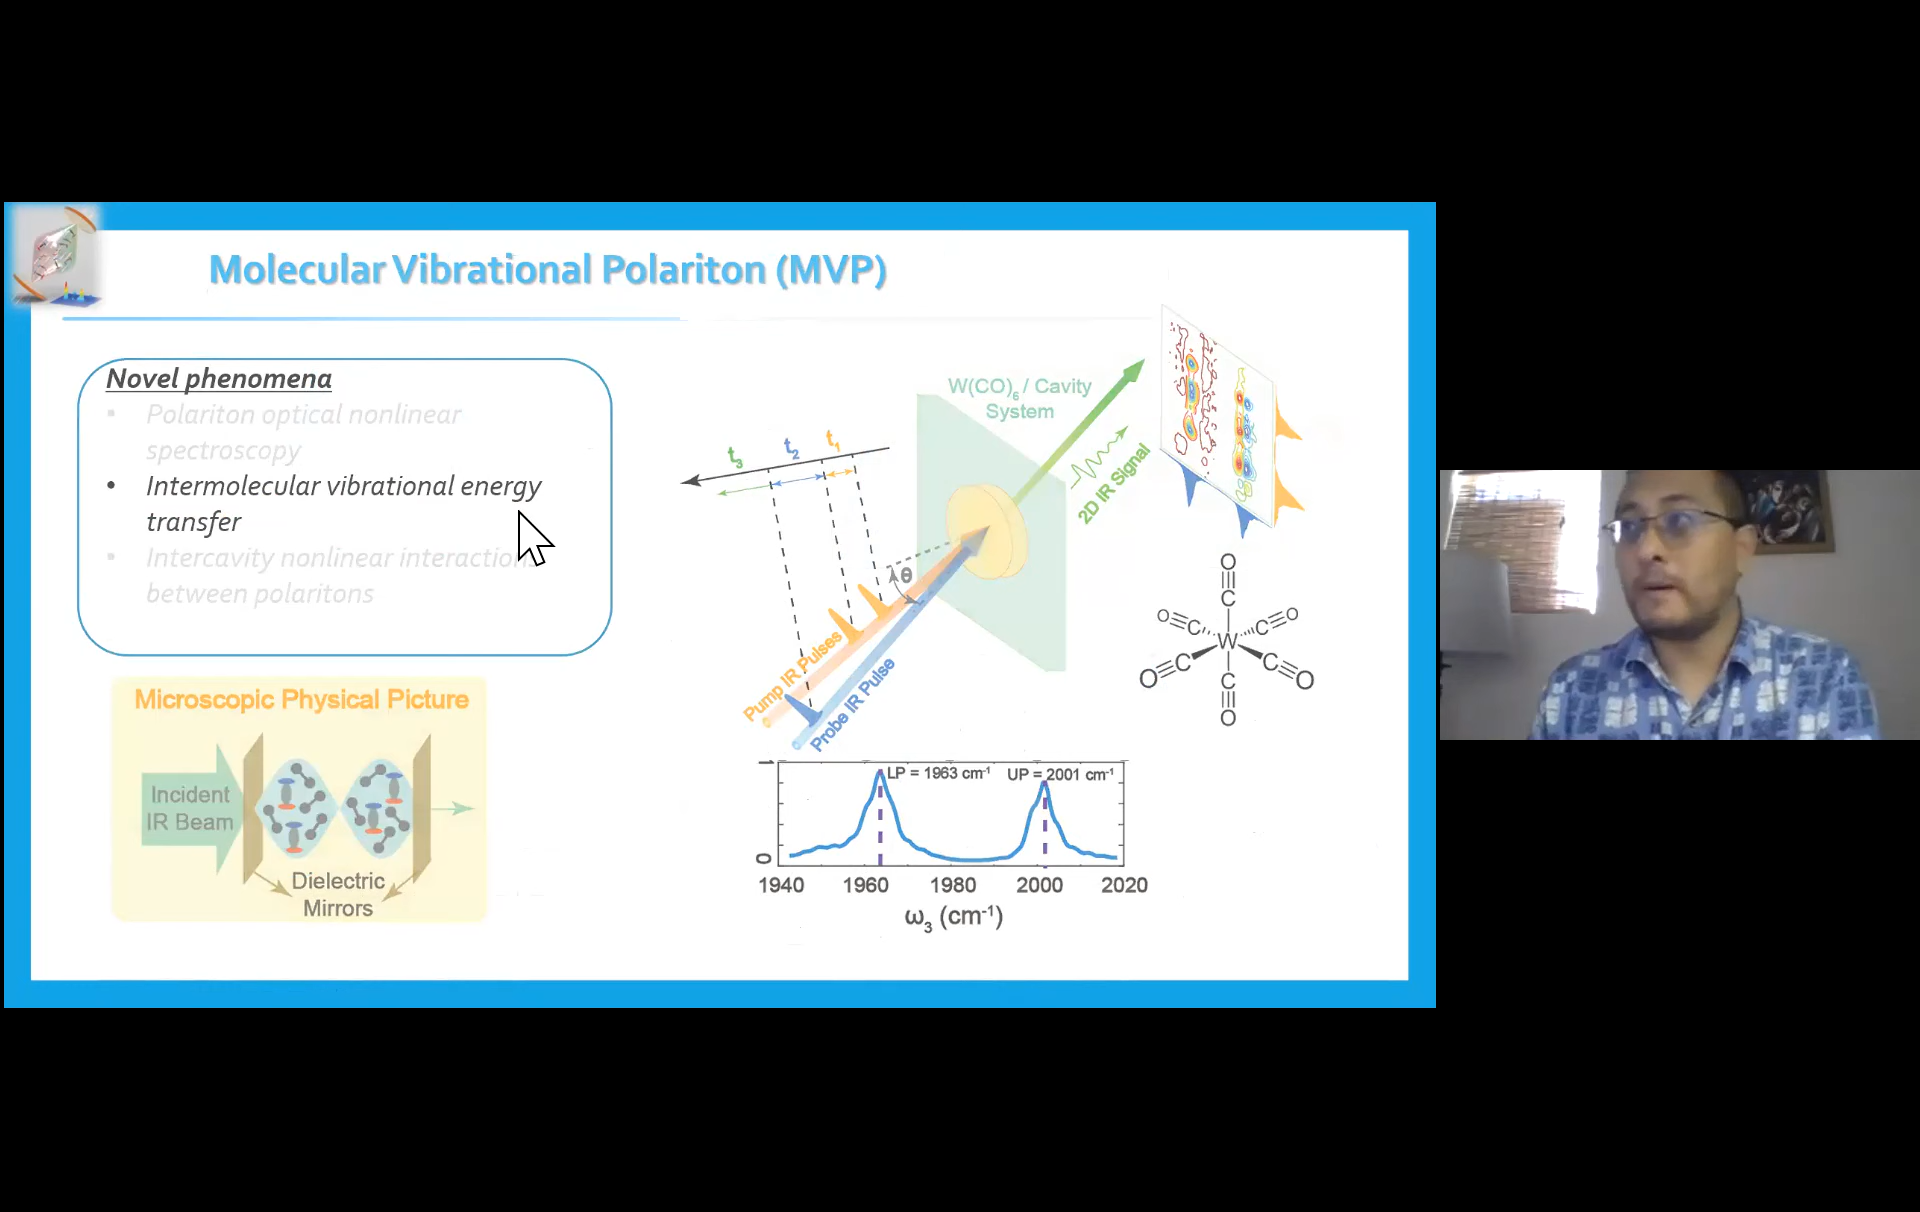 Molecular Vibrational Polariton (MVP)
Novel phenomena
• Polariton optical nonlinear
spectroscopy
• Intermolecular vibrational energy
transfer
• Intercavity nonlinear interactions
between polaritons
Microscopic Physical Picture
Incident
IR Beam
Dielectric
Mirrors
t₃
t₂
t₁
W(CO)₆ / Cavity
System
2D IR Signal
θ
Pump IR Pulses
Probe IR Pulse
O
C
O≡C
C≡O
W
O≡C
C≡O
C
O
1
LP = 1963 cm⁻¹
UP = 2001 cm⁻¹
0
1940 1960 1980 2000 2020
ω₃ (cm⁻¹)